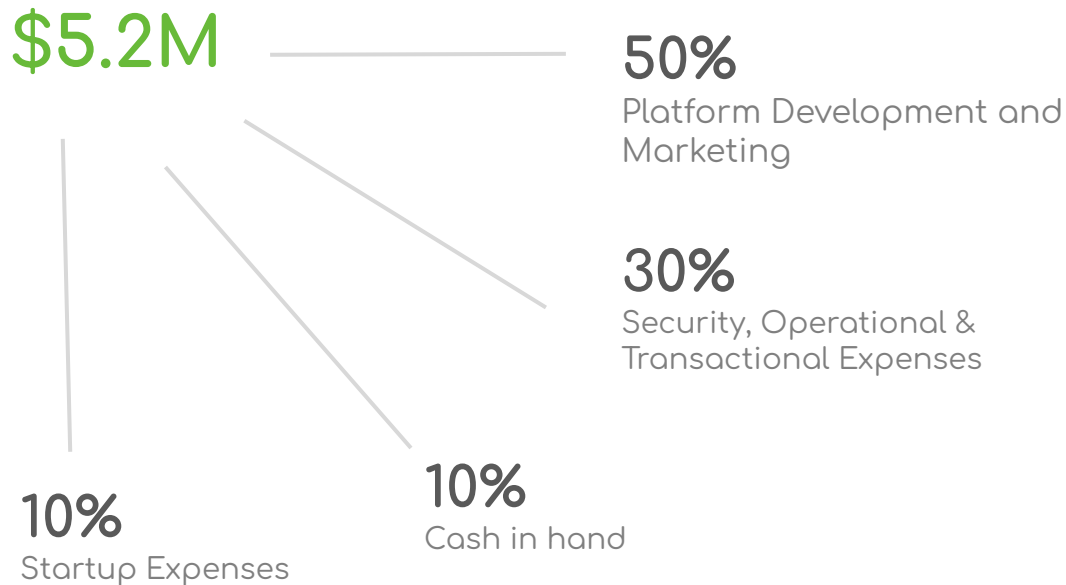 $5.2M
50%
Platform Development and
Marketing
30%
Security, Operational &
Transactional Expenses
10%
Cash in hand
10%
Startup Expenses